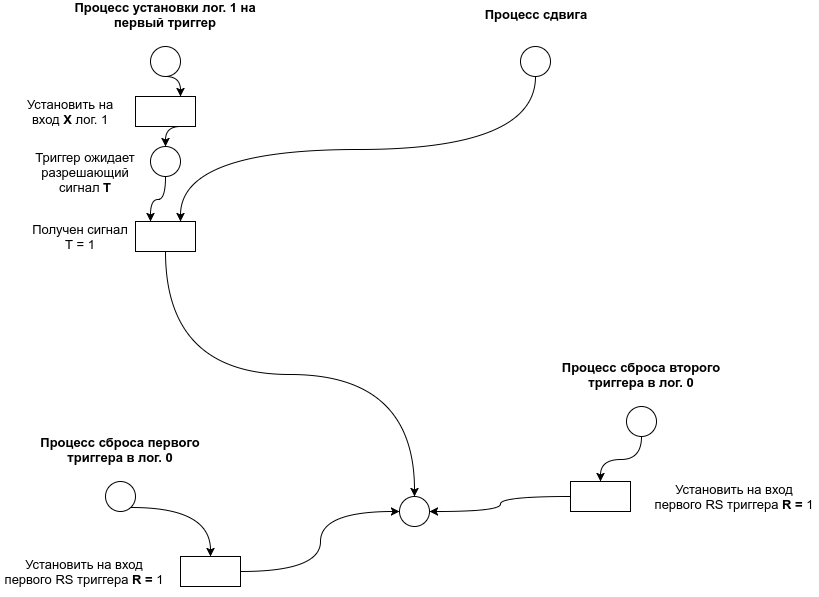 Процесс установки лог. 1 на
первый триггер
Процесс сдвига
Установить на
вход X лог. 1
Триггер ожидает
разрешающий
сигнал T
Получен сигнал
T = 1
Процесс сброса второго
триггера в лог. 0
Процесс сброса первого
триггера в лог. 0
Установить на вход
первого RS триггера R = 1
Установить на вход
первого RS триггера R = 1